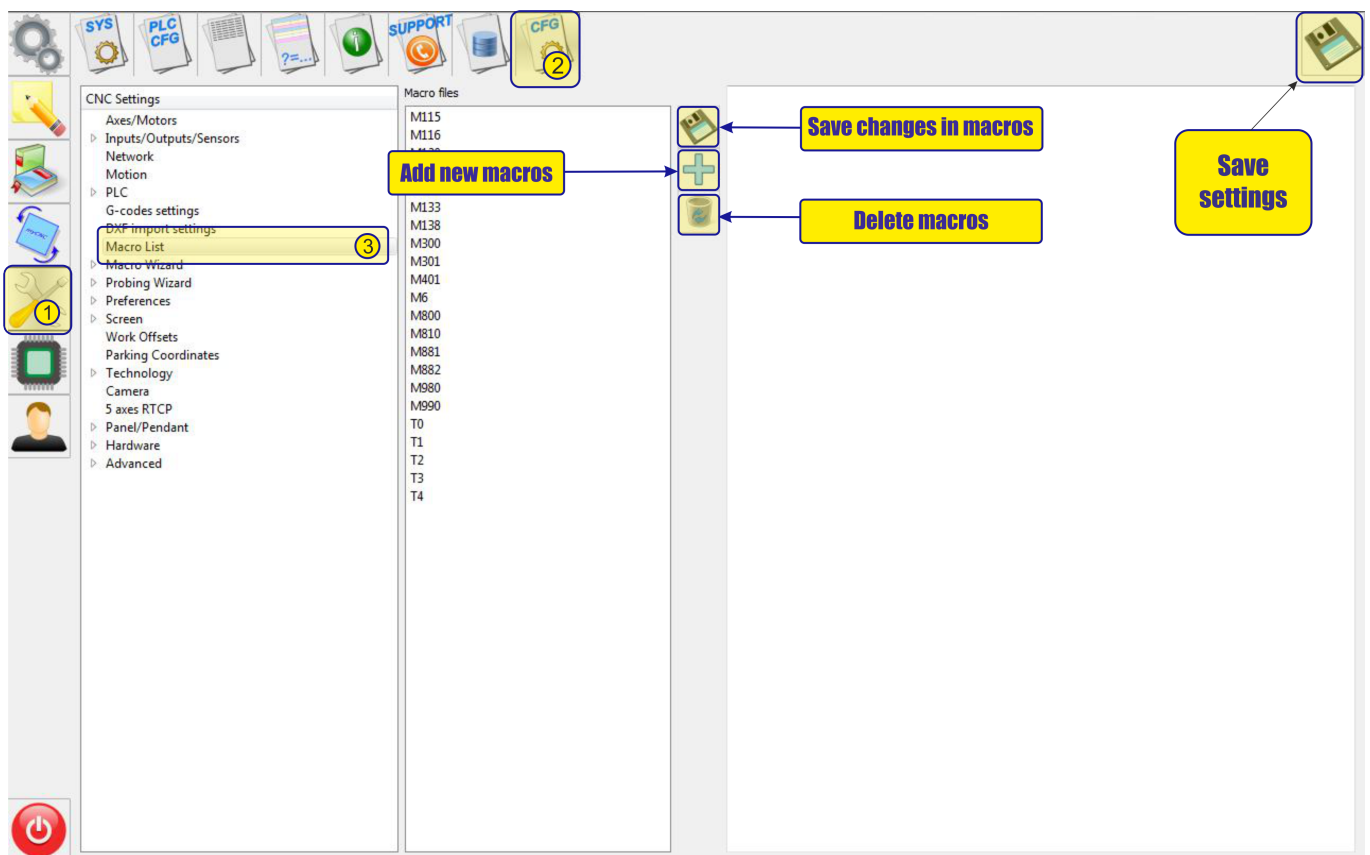 SYS
PLC
CFG
?=...
SUPPORT
CFG
2
CNC Settings
Axes/Motors
Inputs/Outputs/Sensors
Network
Motion
PLC
G-codes settings
DXF import settings
Macro List
3
Macro Wizard
Probing Wizard
Preferences
Screen
Work Offsets
Parking Coordinates
Technology
Camera
5 axes RTCP
Panel/Pendant
Hardware
Advanced
1
myCNC
Macro files
M115
M116
M133
M138
M300
M301
M401
M6
M800
M810
M881
M882
M980
M990
T0
T1
T2
T3
T4
Add new macros
Save changes in macros
Delete macros
Save
settings